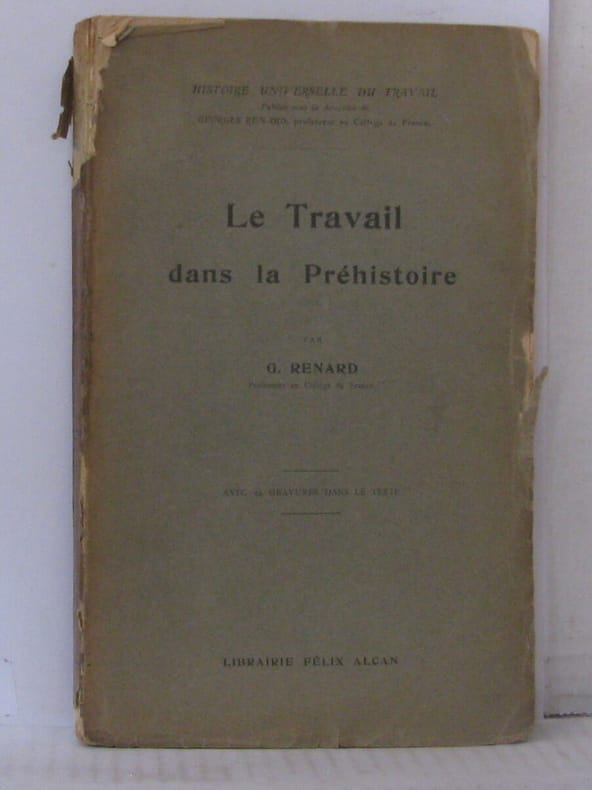 HISTOIRE UNIVERSELLE DU TRAVAIL
Publiée sous la direction de
GEORGES RENARD, professeur au Collège de France.
Le Travail
dans la Préhistoire
PAR
G. RENARD
Professeur au Collège de France
AVEC GRAVURES DANS LE TEXTE
LIBRAIRIE FÉLIX ALCAN